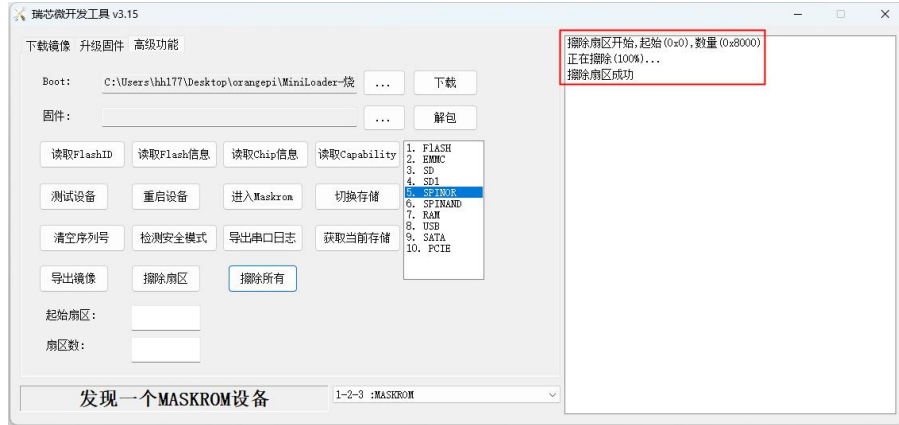 瑞芯微开发工具 v3.15
下载镜像 升级固件 高级功能
Boot: C:\Users\hh177\Desktop\orangepi\MiniLoader-烧 ... 下载
固件: ... 解包
读取FlashID 读取Flash信息 读取Chip信息 读取Capability
测试设备 重启设备 进入Maskrom 切换存储
清空序列号 检测安全模式 导出串口日志 获取当前存储
1. FlASH
2. EMMC
3. SD
4. SD1
5. SPINOR
6. SPINAND
7. RAM
8. USB
9. SATA
10. PCIE
导出镜像 擦除扇区 擦除所有
起始扇区:
扇区数:
发现一个MASKROM设备
1-2-3 :MASKROM
擦除扇区开始,起始(0x0),数量(0x8000)
正在擦除(100%)...
擦除扇区成功